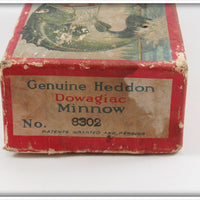 Genuine Heddon
Dowagiac
Minnow
No. 8302
PATENTS GRANTED AND PENDING